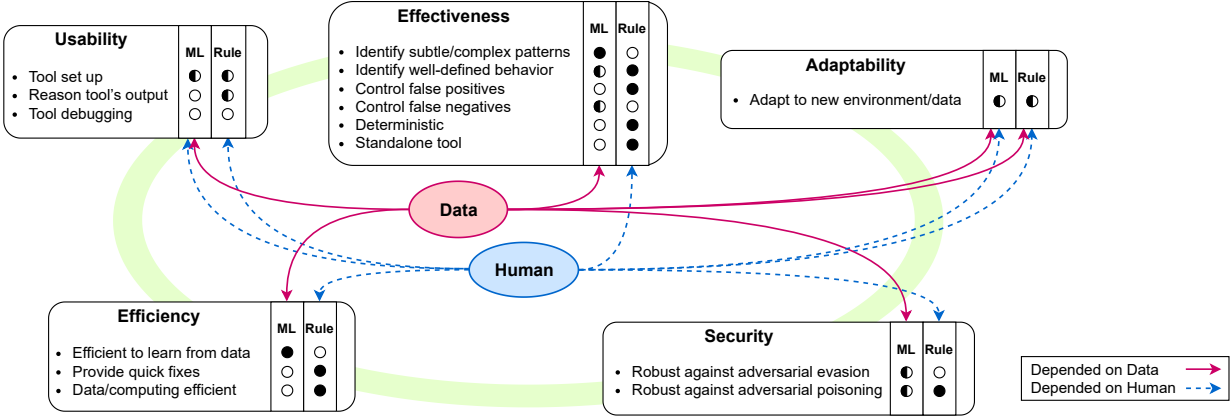 Usability
ML Rule
• Tool set up
• Reason tool's output
• Tool debugging
Effectiveness
ML Rule
• Identify subtle/complex patterns
• Identify well-defined behavior
• Control false positives
• Control false negatives
• Deterministic
• Standalone tool
Adaptability
ML Rule
• Adapt to new environment/data
Data
Human
Efficiency
ML Rule
• Efficient to learn from data
• Provide quick fixes
• Data/computing efficient
Security
ML Rule
• Robust against adversarial evasion
• Robust against adversarial poisoning
Depended on Data
Depended on Human